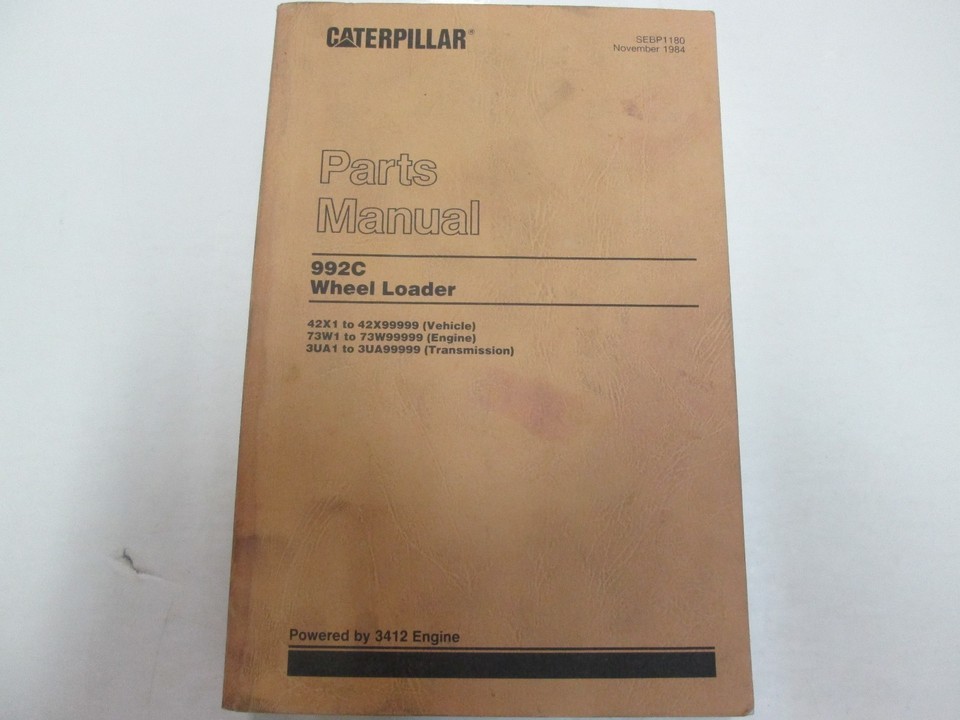 CATERPILLAR®
SEBP1180
November 1984
Parts
Manual
992C
Wheel Loader
42X1 to 42X99999 (Vehicle)
73W1 to 73W99999 (Engine)
3UA1 to 3UA99999 (Transmission)
Powered by 3412 Engine